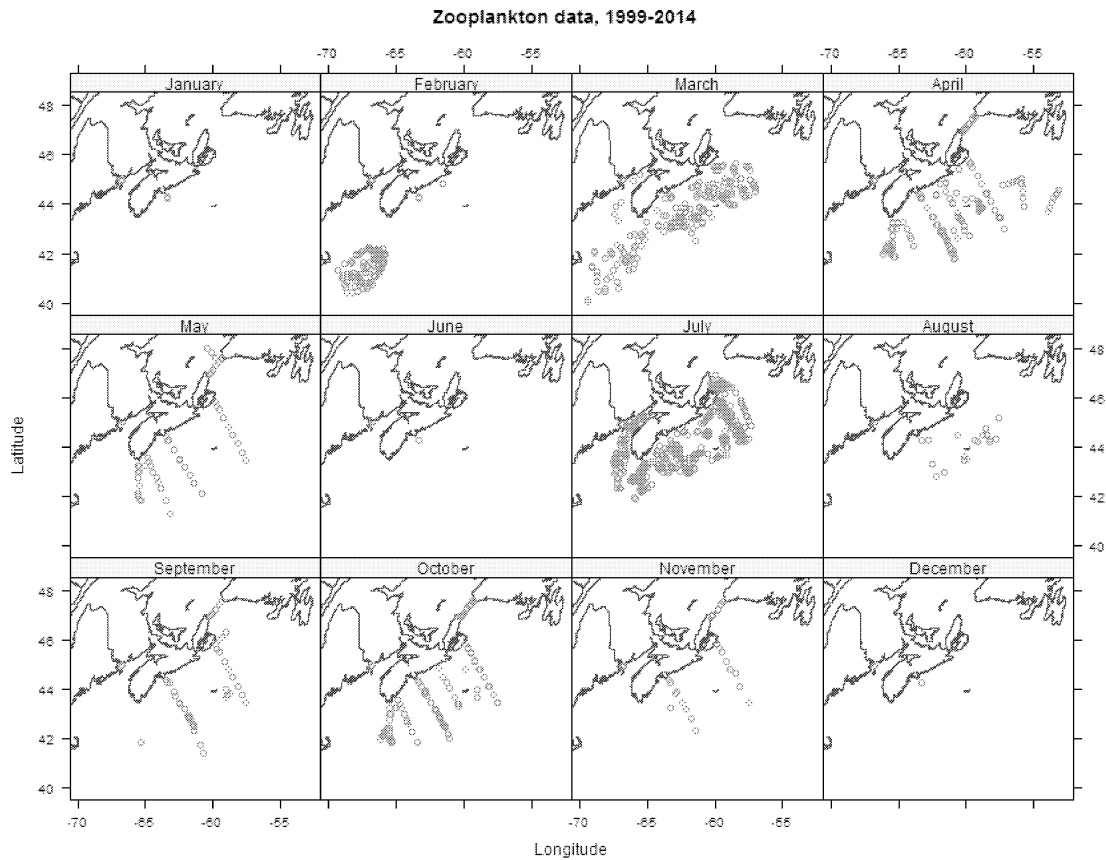 Zooplankton data, 1999-2014
-70 -65 -60 -55 -70 -65 -60 -55
January February March April
48
46
44
42
40
May June July August
48
46
44
42
40
September October November December
48
46
44
42
40
-70 -65 -60 -55 -70 -65 -60 -55
Latitude
Longitude